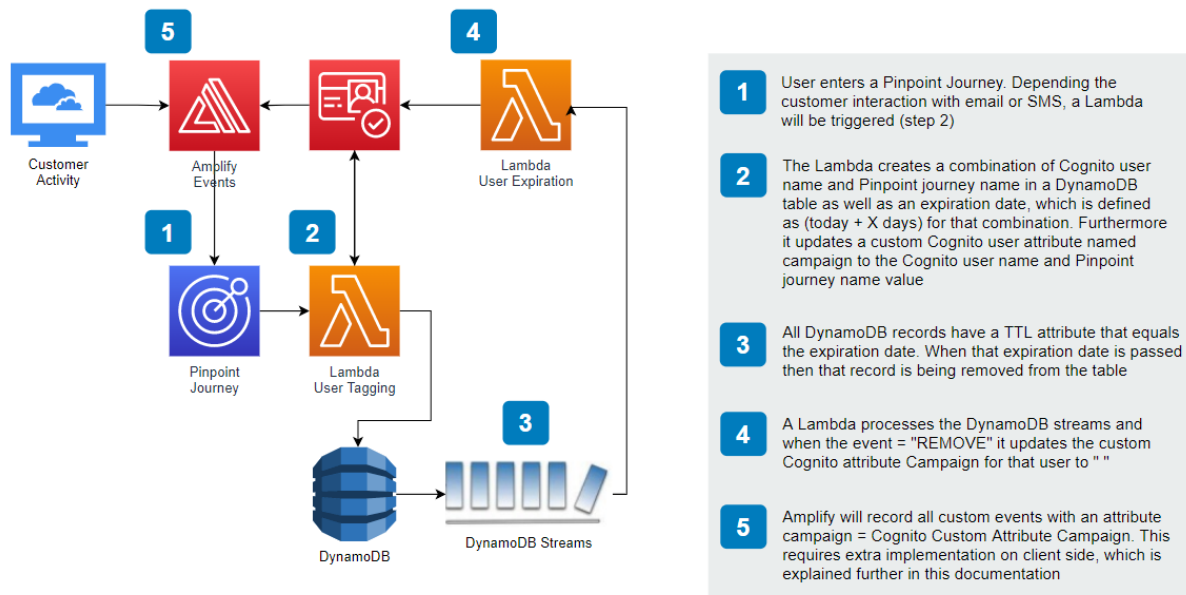 5
4
Customer
Activity
Amplify
Events
Lambda
User Expiration
1
2
Pinpoint
Journey
Lambda
User Tagging
3
DynamoDB
DynamoDB Streams
1
User enters a Pinpoint Journey. Depending the
customer interaction with email or SMS, a Lambda
will be triggered (step 2)
2
The Lambda creates a combination of Cognito user
name and Pinpoint journey name in a DynamoDB
table as well as an expiration date, which is defined
as (today + X days) for that combination. Furthermore
it updates a custom Cognito user attribute named
campaign to the Cognito user name and Pinpoint
journey name value
3
All DynamoDB records have a TTL attribute that equals
the expiration date. When that expiration date is passed
then that record is being removed from the table
4
A Lambda processes the DynamoDB streams and
when the event = "REMOVE" it updates the custom
Cognito attribute Campaign for that user to " "
5
Amplify will record all custom events with an attribute
campaign = Cognito Custom Attribute Campaign. This
requires extra implementation on client side, which is
explained further in this documentation